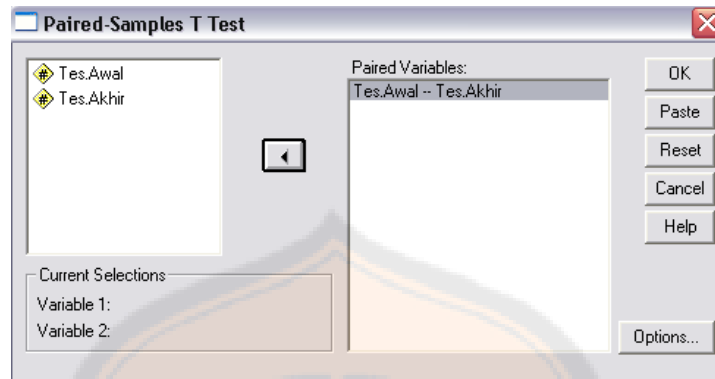 Paired-Samples T Test
Tes.Awal
Tes.Akhir
Paired Variables:
Tes.Awal -- Tes.Akhir
OK
Paste
Reset
Cancel
Help
Current Selections
Variable 1:
Variable 2:
Options...